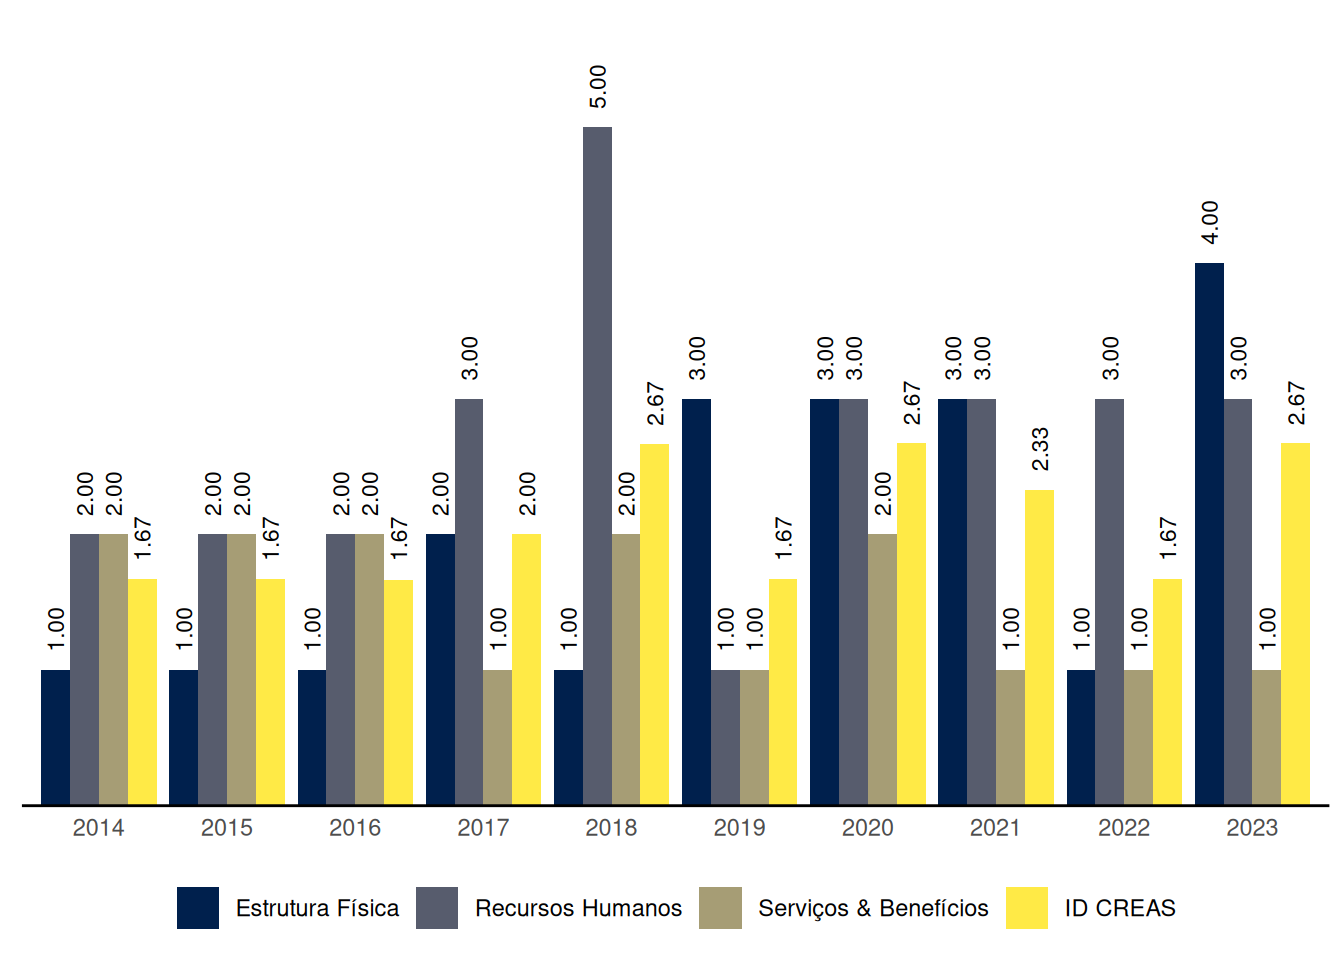 5.00
4.00
3.00 3.00 3.00 3.00 3.00 3.00 3.00 3.00
2.67 2.67 2.67
2.33
2.00 2.00 2.00 2.00 2.00 2.00 2.00 2.00 2.00 2.00
1.67 1.67 1.67 1.67 1.67
1.00 1.00 1.00 1.00 1.00 1.00 1.00 1.00 1.00 1.00 1.00
2014 2015 2016 2017 2018 2019 2020 2021 2022 2023
Estrutura Física Recursos Humanos Serviços & Benefícios ID CREAS